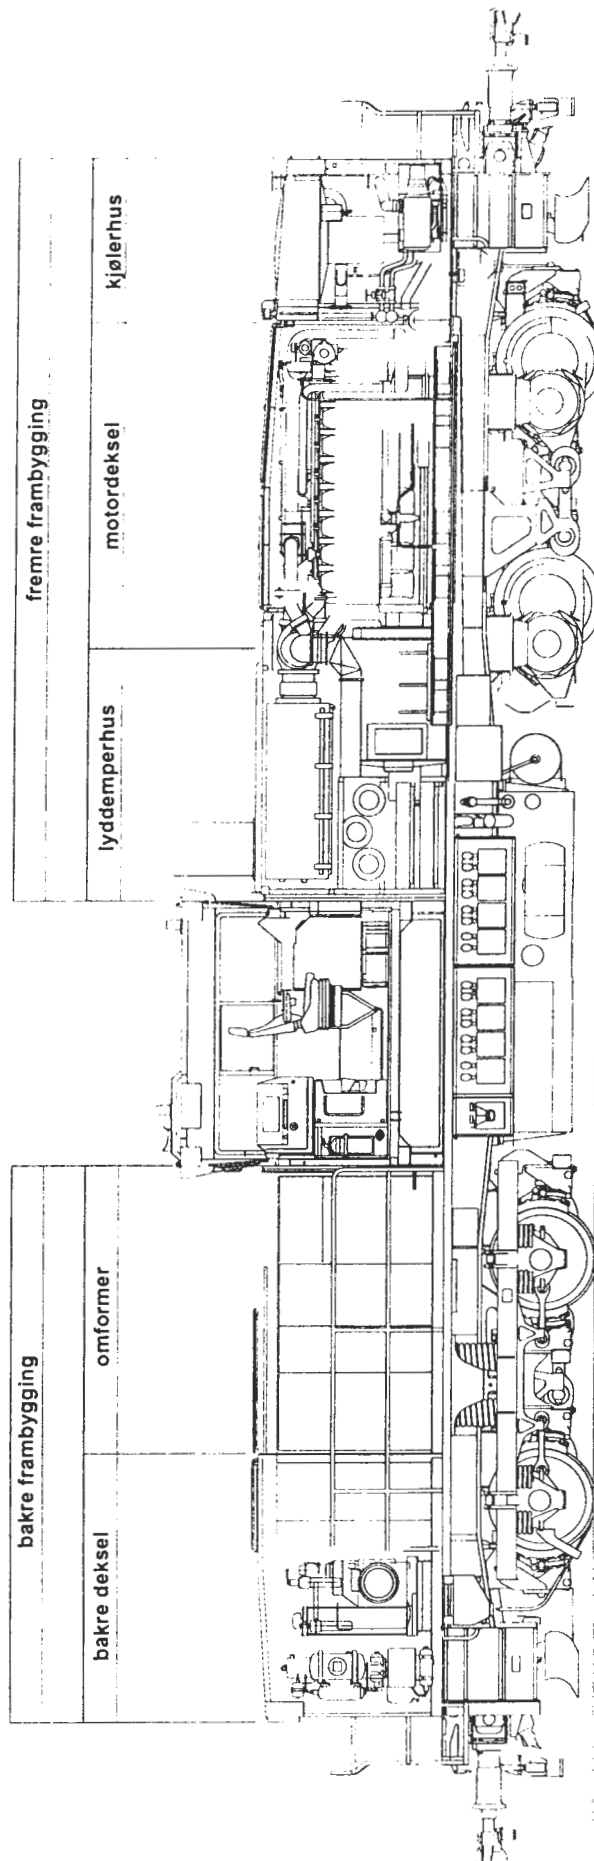 bakre frambygging
fremre frambygging
bakre deksel
omformer
lyddemperhus
motordeksel
kjølerhus